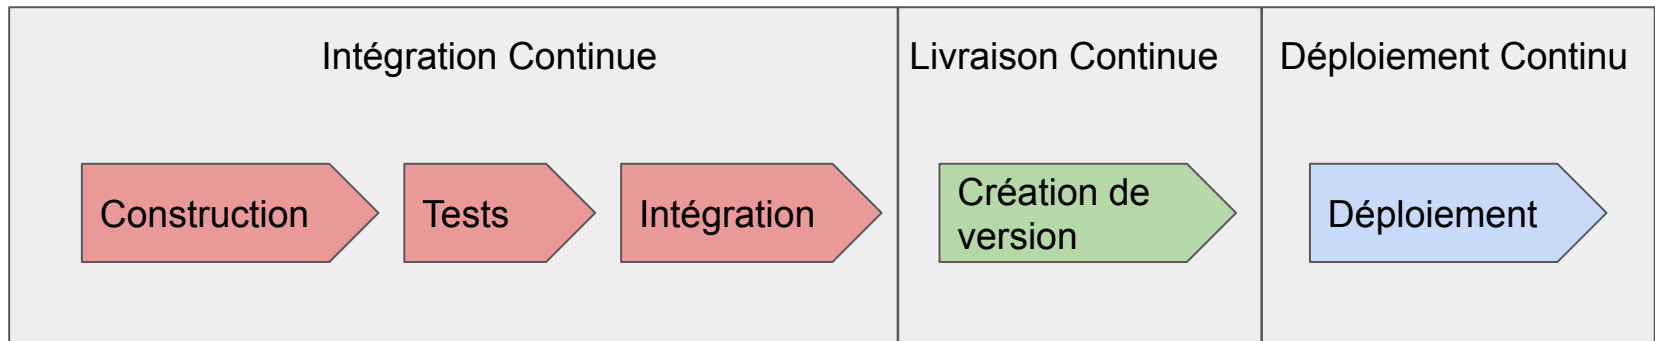 Intégration Continue
Livraison Continue
Déploiement Continu
Construction
Tests
Intégration
Création de
version
Déploiement